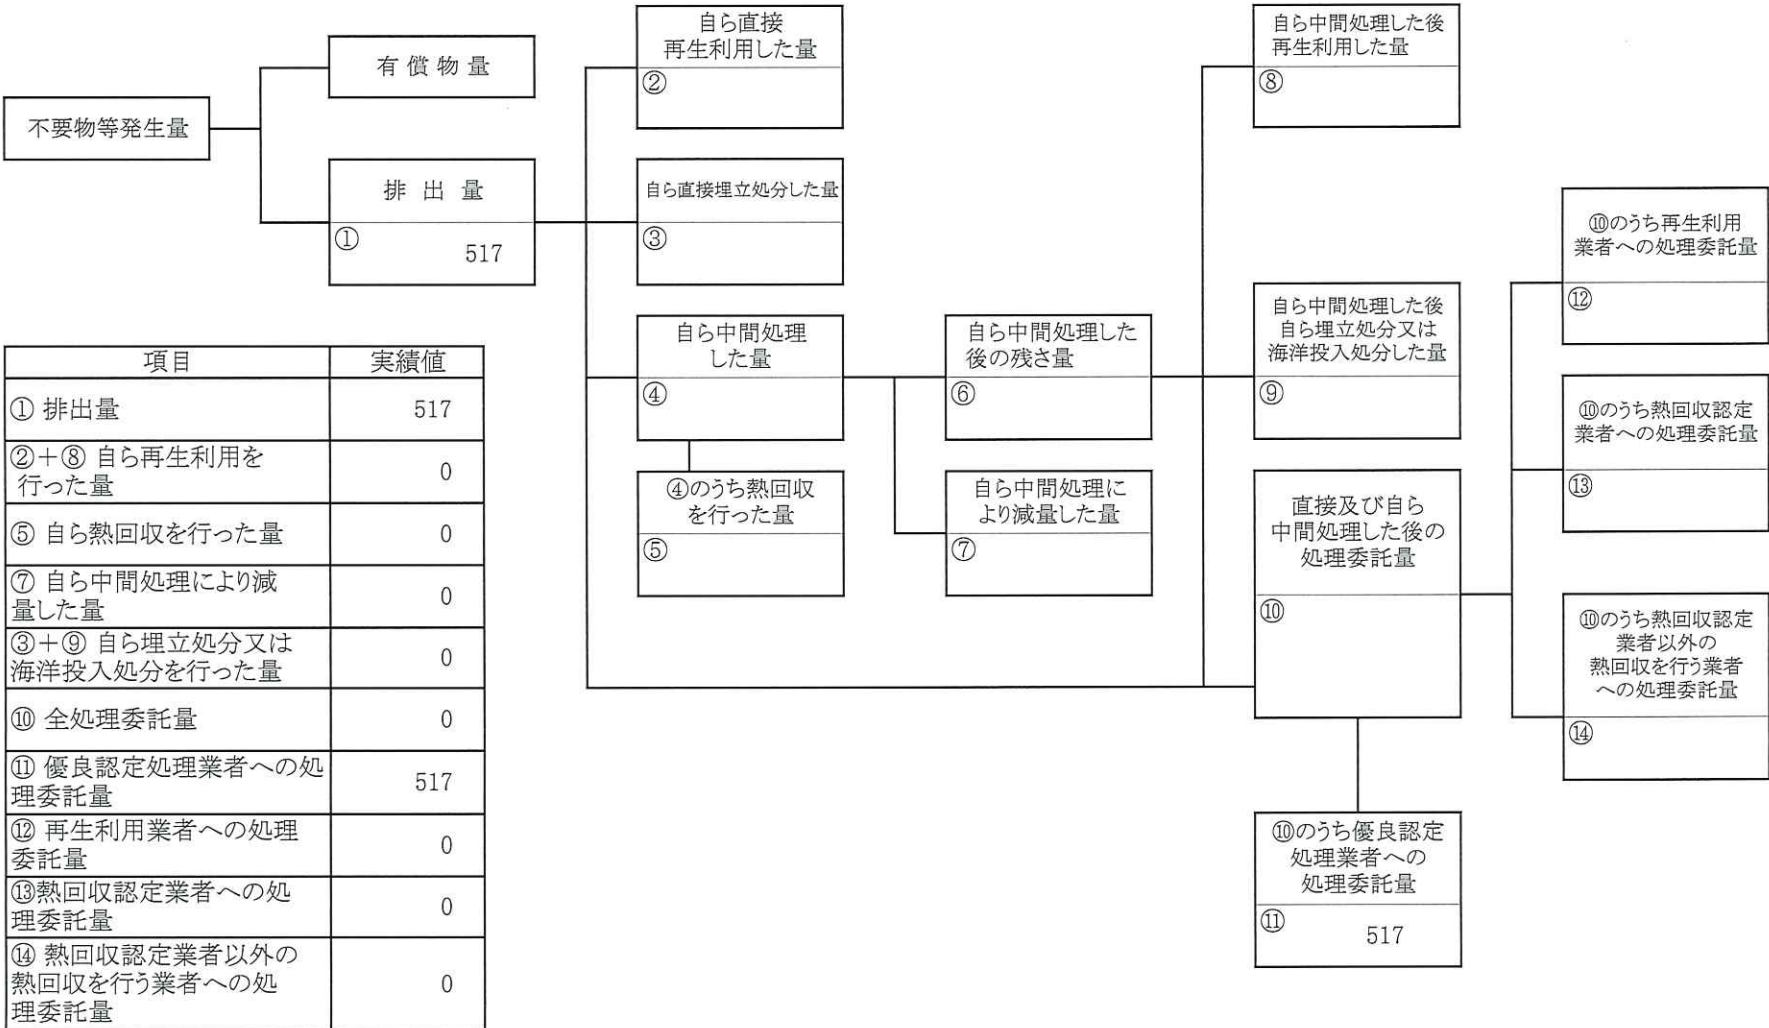 不要物等発生量
有 償 物 量
排 出 量
①
517
自ら直接
再生利用した量
②
自ら直接埋立処分した量
③
自ら中間処理
した量
④
④のうち熱回収
を行った量
⑤
自ら中間処理した
後の残さ量
⑥
自ら中間処理に
より減量した量
⑦
自ら中間処理した後
再生利用した量
⑧
自ら中間処理した後
自ら埋立処分又は
海洋投入処分した量
⑨
直接及び自ら
中間処理した後の
処理委託量
⑩
⑩のうち優良認定
処理業者への
処理委託量
⑪
517
⑩のうち再生利用
業者への処理委託量
⑫
⑩のうち熱回収認定
業者への処理委託量
⑬
⑩のうち熱回収認定
業者以外の
熱回収を行う業者
への処理委託量
⑭
項目 実績値
① 排出量 517
②+⑧ 自ら再生利用を
行った量 0
⑤ 自ら熱回収を行った量 0
⑦ 自ら中間処理により減
量した量 0
③+⑨ 自ら埋立処分又は
海洋投入処分を行った量 0
⑩ 全処理委託量 0
⑪ 優良認定処理業者への処
理委託量 517
⑫ 再生利用業者への処理
委託量 0
⑬熱回収認定業者への処
理委託量 0
⑭ 熱回収認定業者以外の
熱回収を行う業者への処
理委託量 0